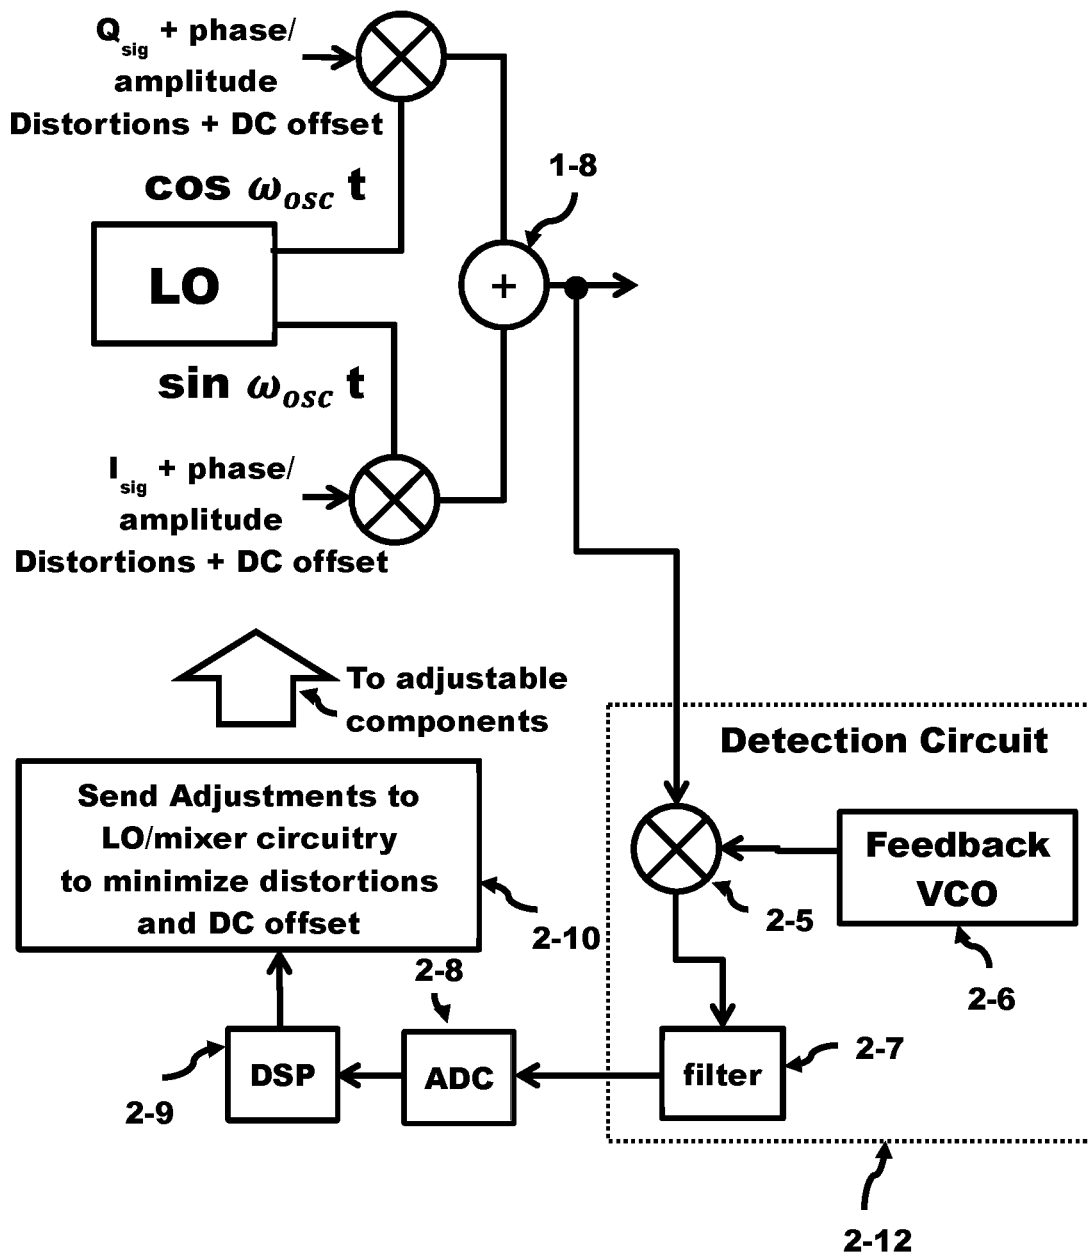 Qsig + phase/
amplitude
Distortions + DC offset
1-8
cos ωosc t
LO
+
sin ωosc t
Isig + phase/
amplitude
Distortions + DC offset
To adjustable
components
Detection Circuit
Send Adjustments to
LO/mixer circuitry
to minimize distortions
and DC offset
Feedback
VCO
2-5
2-10
2-6
2-8
2-7
DSP
ADC
filter
2-9
2-12